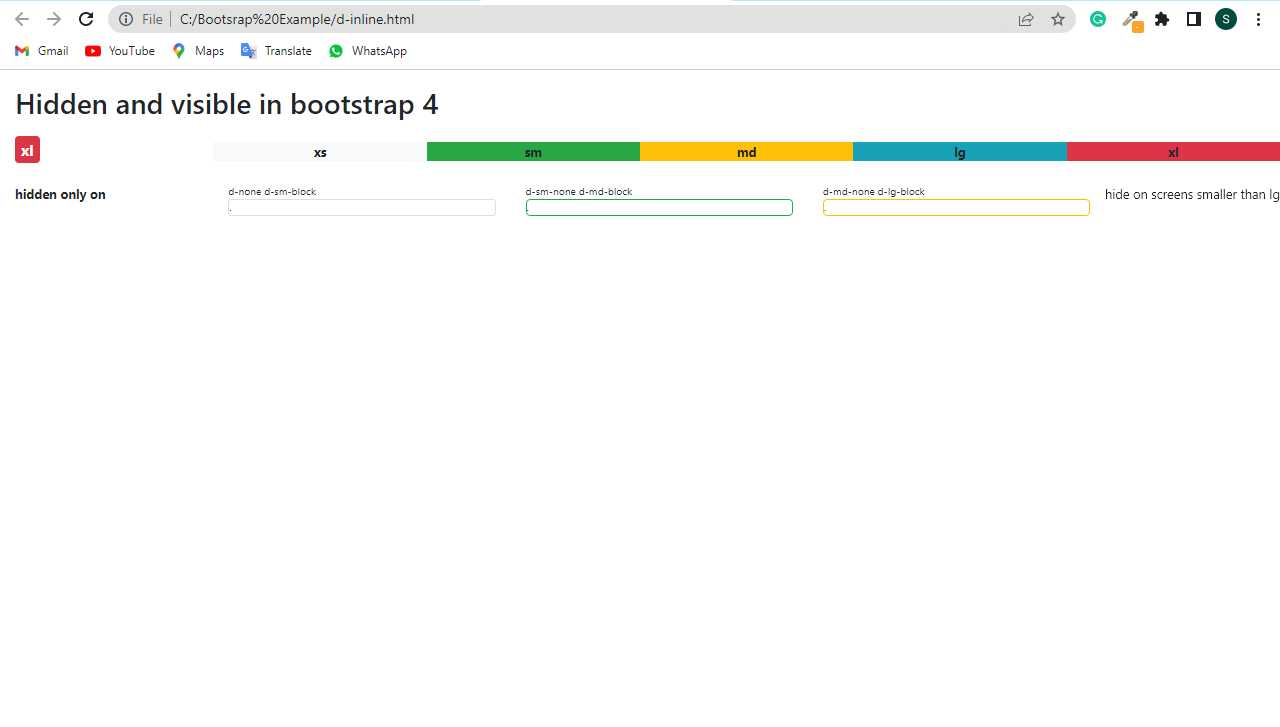 File C:/Bootsrap%20Example/d-inline.html S
Gmail YouTube Maps Translate WhatsApp
Hidden and visible in bootstrap 4
xl xs sm md lg xl
hidden only on d-none d-sm-block d-sm-none d-md-block d-md-none d-lg-block hide on screens smaller than lg
. . .